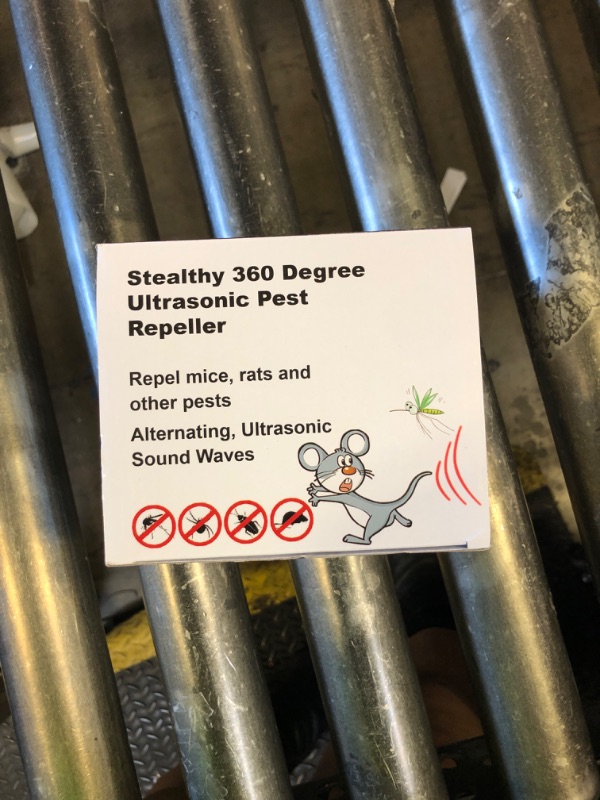 Stealthy 360 Degree
Ultrasonic Pest
Repeller
Repel mice, rats and
other pests
Alternating, Ultrasonic
Sound Waves